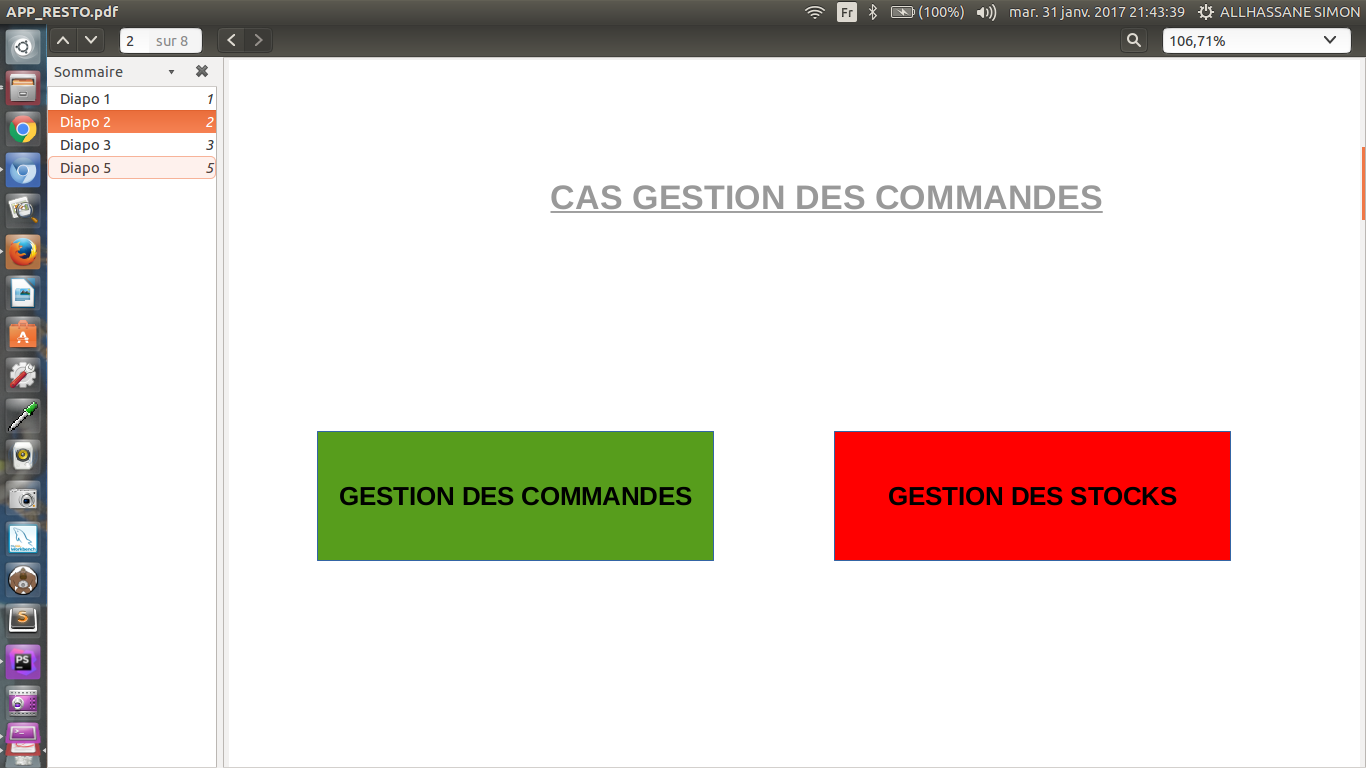 APP_RESTO.pdf
Fr
(100%)
mar. 31 janv. 2017 21:43:39
ALLHASSANE SIMON
2 sur 8
106,71%
Sommaire
Diapo 1 1
Diapo 2 2
Diapo 3 3
Diapo 5 5
CAS GESTION DES COMMANDES
GESTION DES COMMANDES
GESTION DES STOCKS
Workbench
S
PS
>_